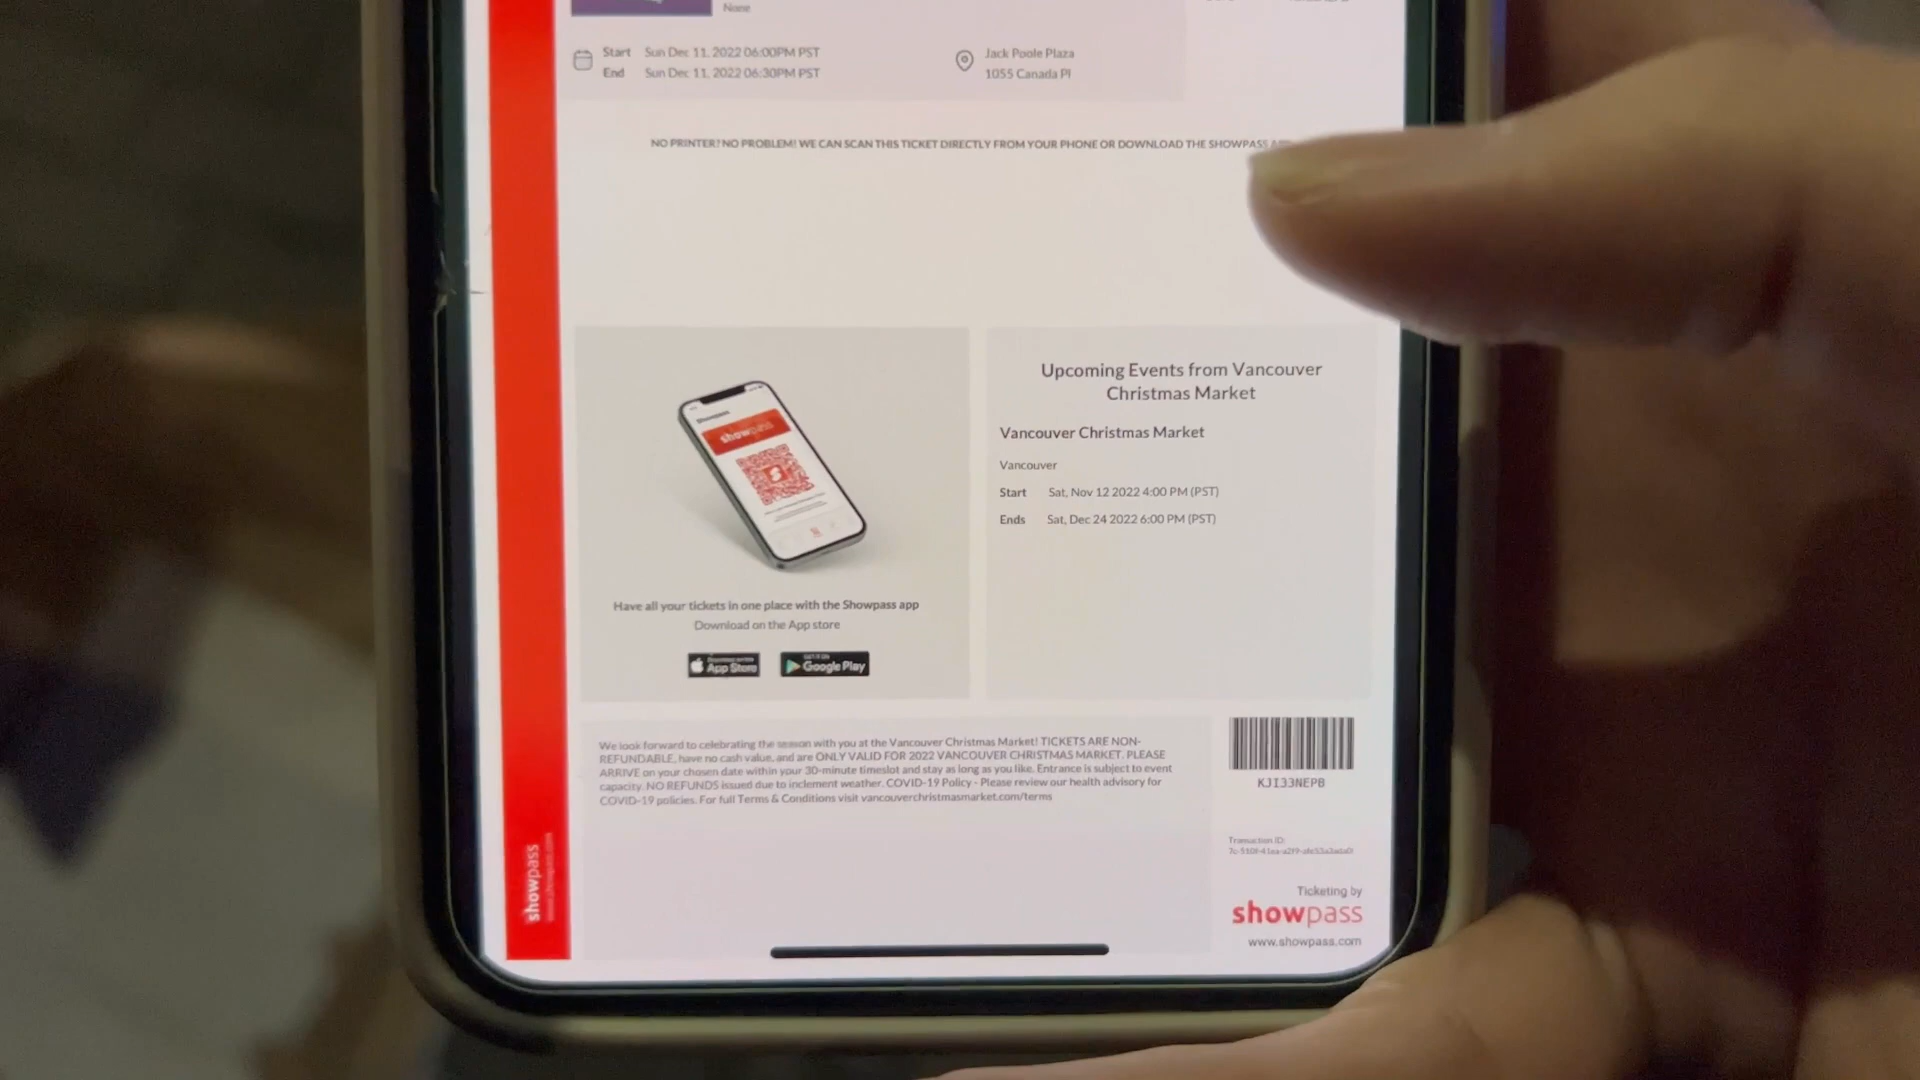 None
Start Sun Dec 11, 2022 06:00PM PST
End Sun Dec 11, 2022 06:30PM PST
Jack Poole Plaza
1055 Canada Pl
NO PRINTER? NO PROBLEM! WE CAN SCAN THIS TICKET DIRECTLY FROM YOUR PHONE OR DOWNLOAD THE SHOWPASS
showpass
Have all your tickets in one place with the Showpass app
Download on the App store
App Store
GET IT ON
Google Play
Upcoming Events from Vancouver
Christmas Market
Vancouver Christmas Market
Vancouver
Start Sat, Nov 12 2022 4:00 PM (PST)
Ends Sat, Dec 24 2022 6:00 PM (PST)
We look forward to celebrating the season with you at the Vancouver Christmas Market! TICKETS ARE NON-
REFUNDABLE, have no cash value, and are ONLY VALID FOR 2022 VANCOUVER CHRISTMAS MARKET. PLEASE
ARRIVE on your chosen date within your 30-minute timeslot and stay as long as you like. Entrance is subject to event
capacity. NO REFUNDS issued due to inclement weather. COVID-19 Policy - Please review our health advisory for
COVID-19 policies. For full Terms & Conditions visit vancouverchristmasmarket.com/terms
KJI33NEPB
Transaction ID:
Ticketing by
showpass
www.showpass.com
showpass